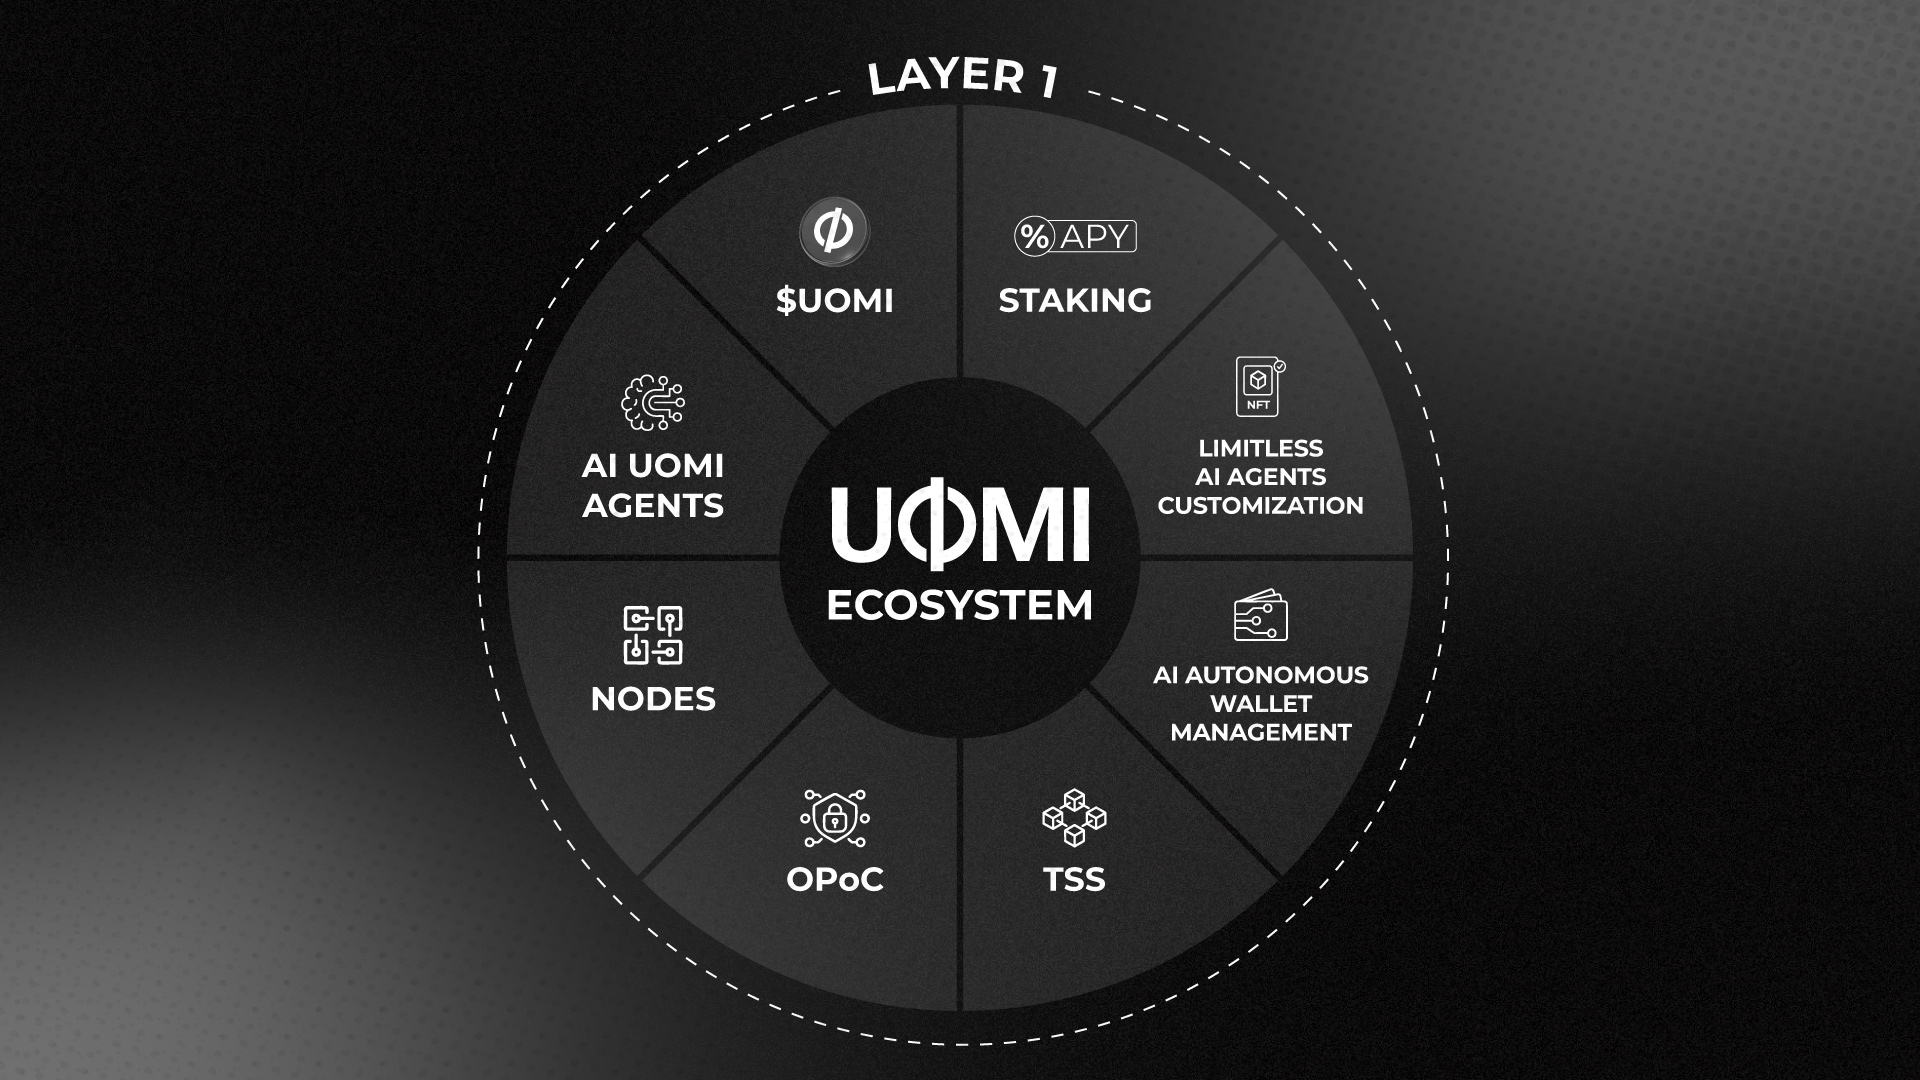 LAYER 1
$UOMI
% APY
STAKING
NFT
LIMITLESS
AI AGENTS
CUSTOMIZATION
AI AUTONOMOUS
WALLET
MANAGEMENT
TSS
OPoC
NODES
AI UOMI
AGENTS
UOMI
ECOSYSTEM